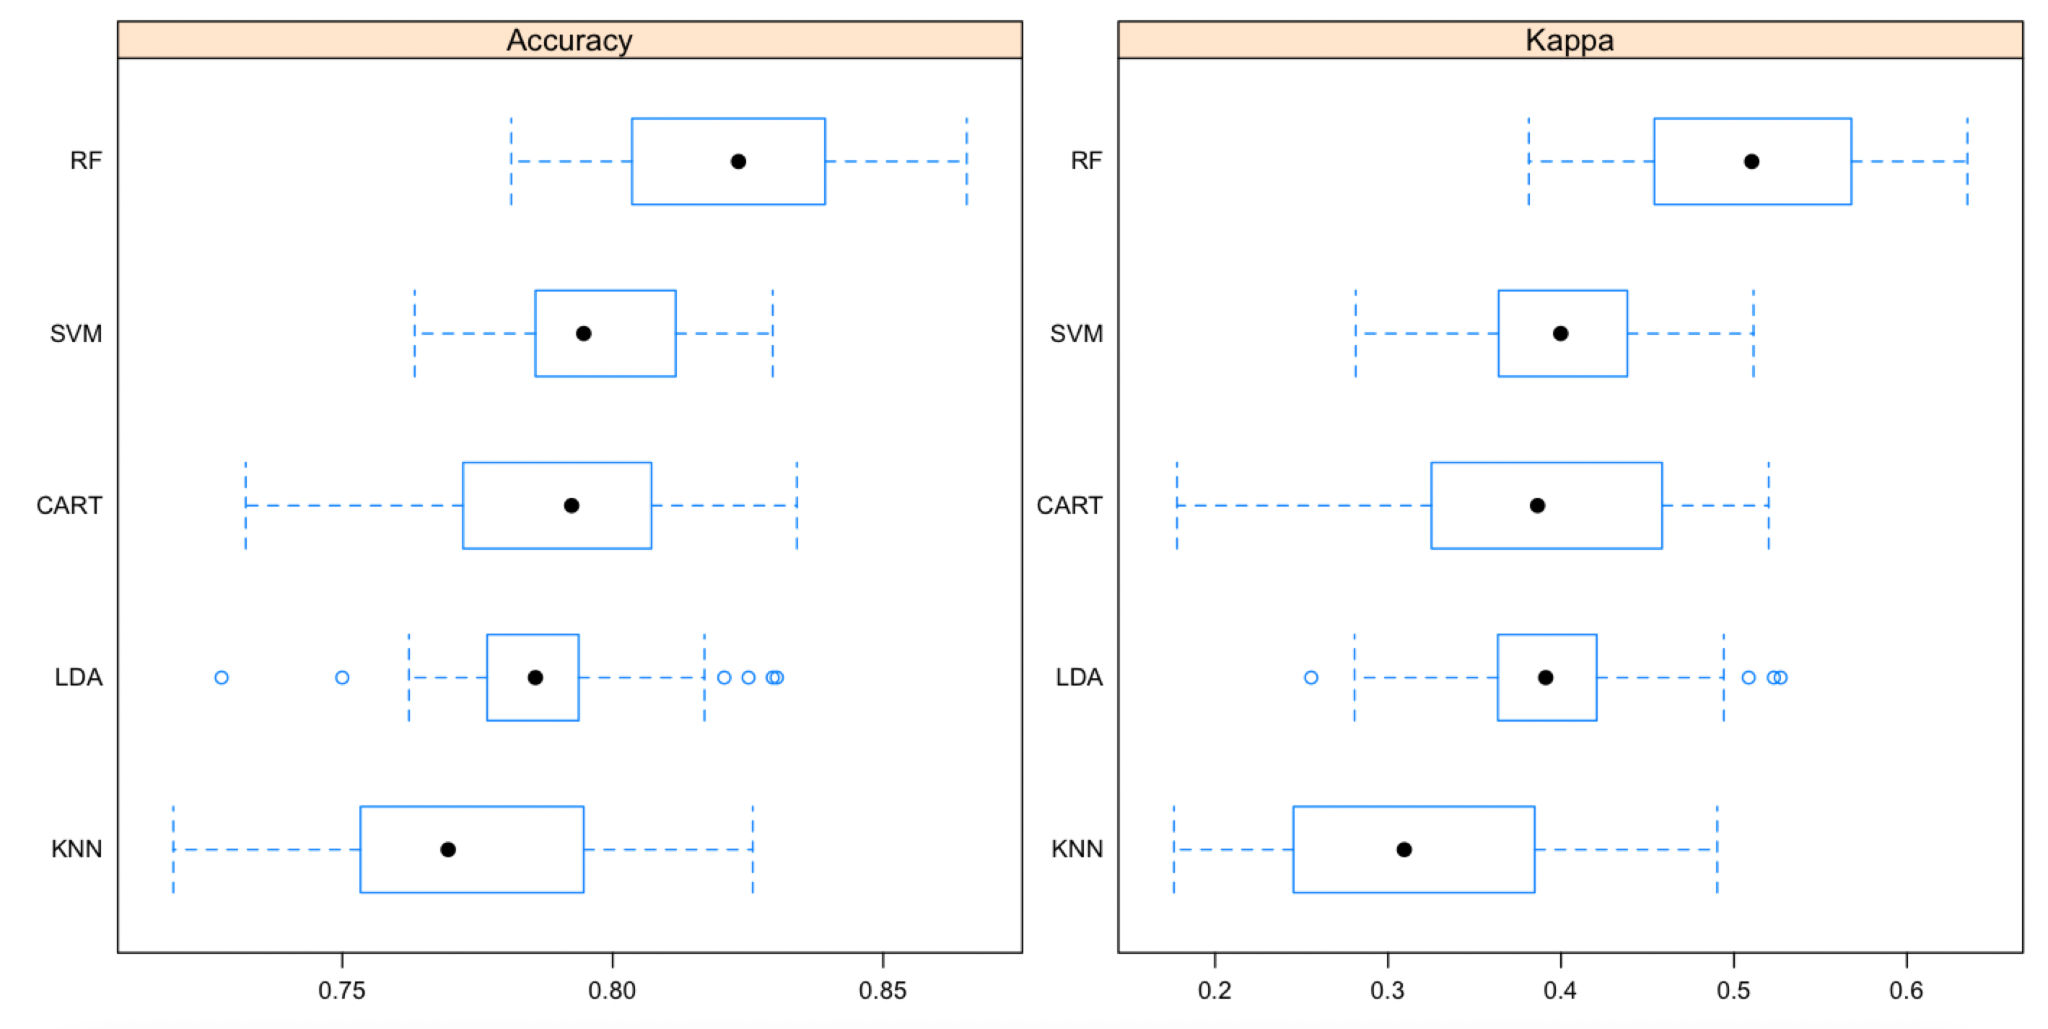 Accuracy
RF
SVM
CART
LDA
KNN
0.75 0.80 0.85
Kappa
RF
SVM
CART
LDA
KNN
0.2 0.3 0.4 0.5 0.6